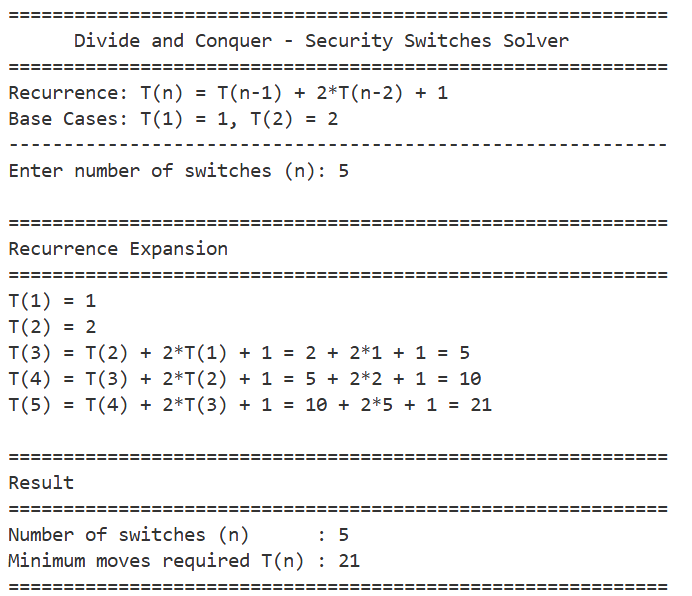 ============================================================
Divide and Conquer - Security Switches Solver
============================================================
Recurrence: T(n) = T(n-1) + 2*T(n-2) + 1
Base Cases: T(1) = 1, T(2) = 2
------------------------------------------------------------
Enter number of switches (n): 5
============================================================
Recurrence Expansion
============================================================
T(1) = 1
T(2) = 2
T(3) = T(2) + 2*T(1) + 1 = 2 + 2*1 + 1 = 5
T(4) = T(3) + 2*T(2) + 1 = 5 + 2*2 + 1 = 10
T(5) = T(4) + 2*T(3) + 1 = 10 + 2*5 + 1 = 21
============================================================
Result
============================================================
Number of switches (n)      : 5
Minimum moves required T(n) : 21
============================================================